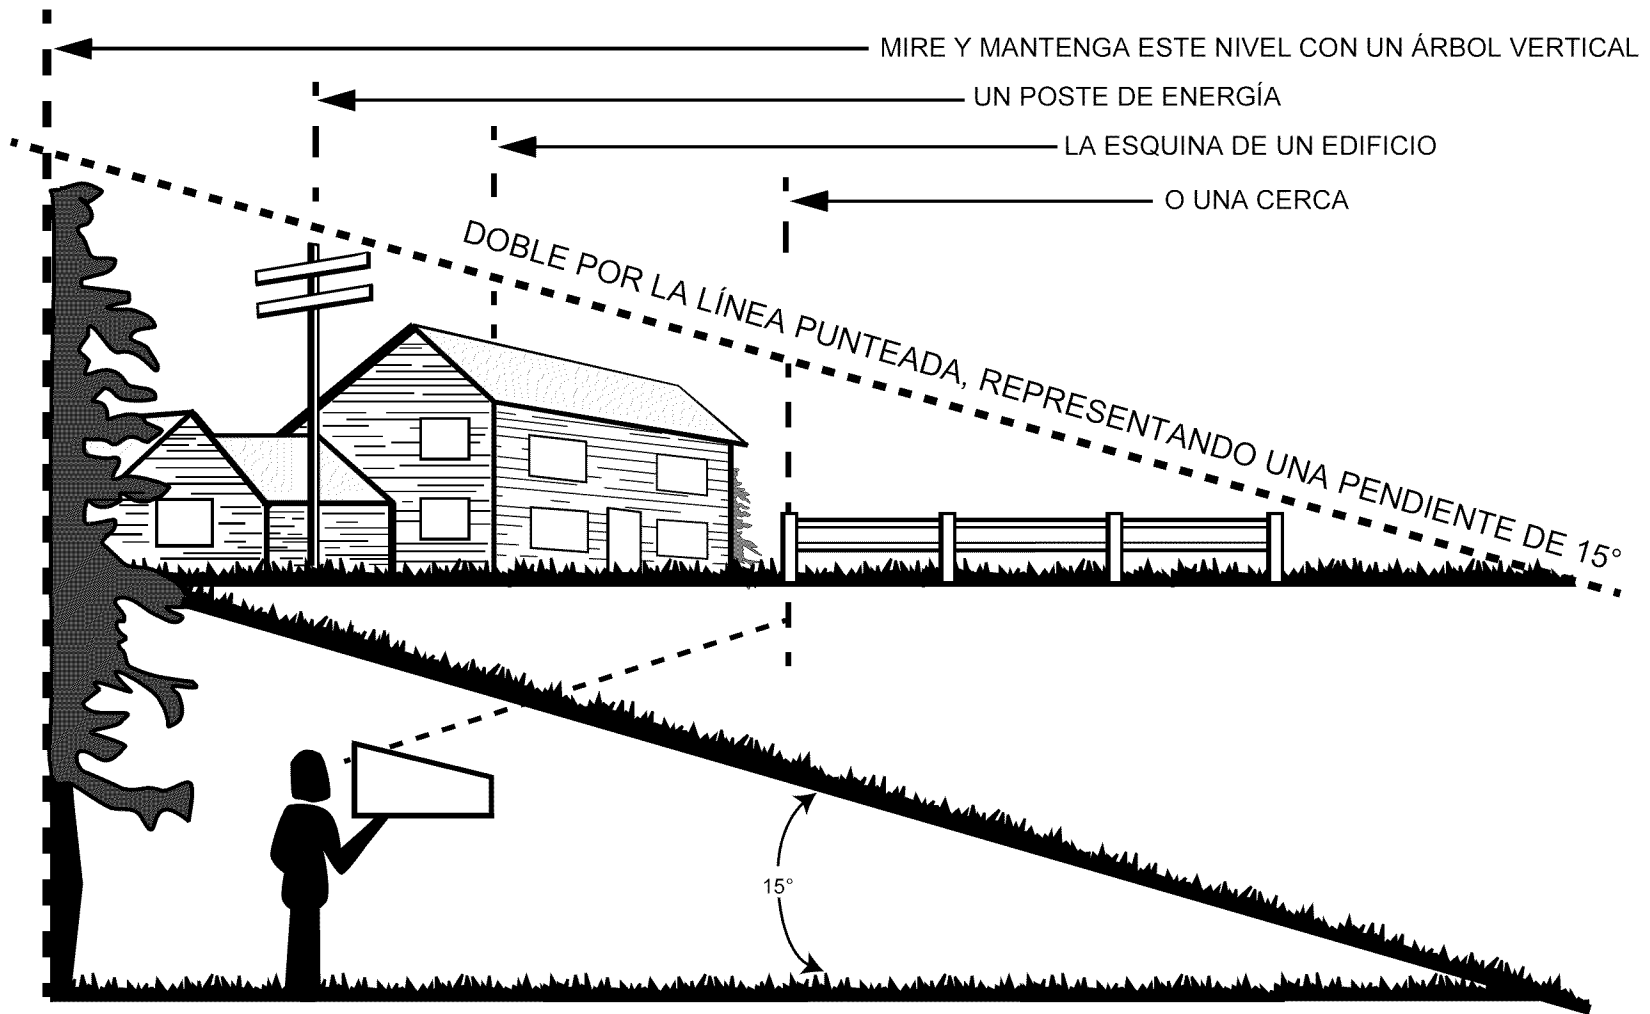 MIRE Y MANTENGA ESTE NIVEL CON UN ÁRBOL VERTICAL
UN POSTE DE ENERGÍA
LA ESQUINA DE UN EDIFICIO
O UNA CERCA
DOBLE POR LA LÍNEA PUNTEADA, REPRESENTANDO UNA PENDIENTE DE 15°
15°